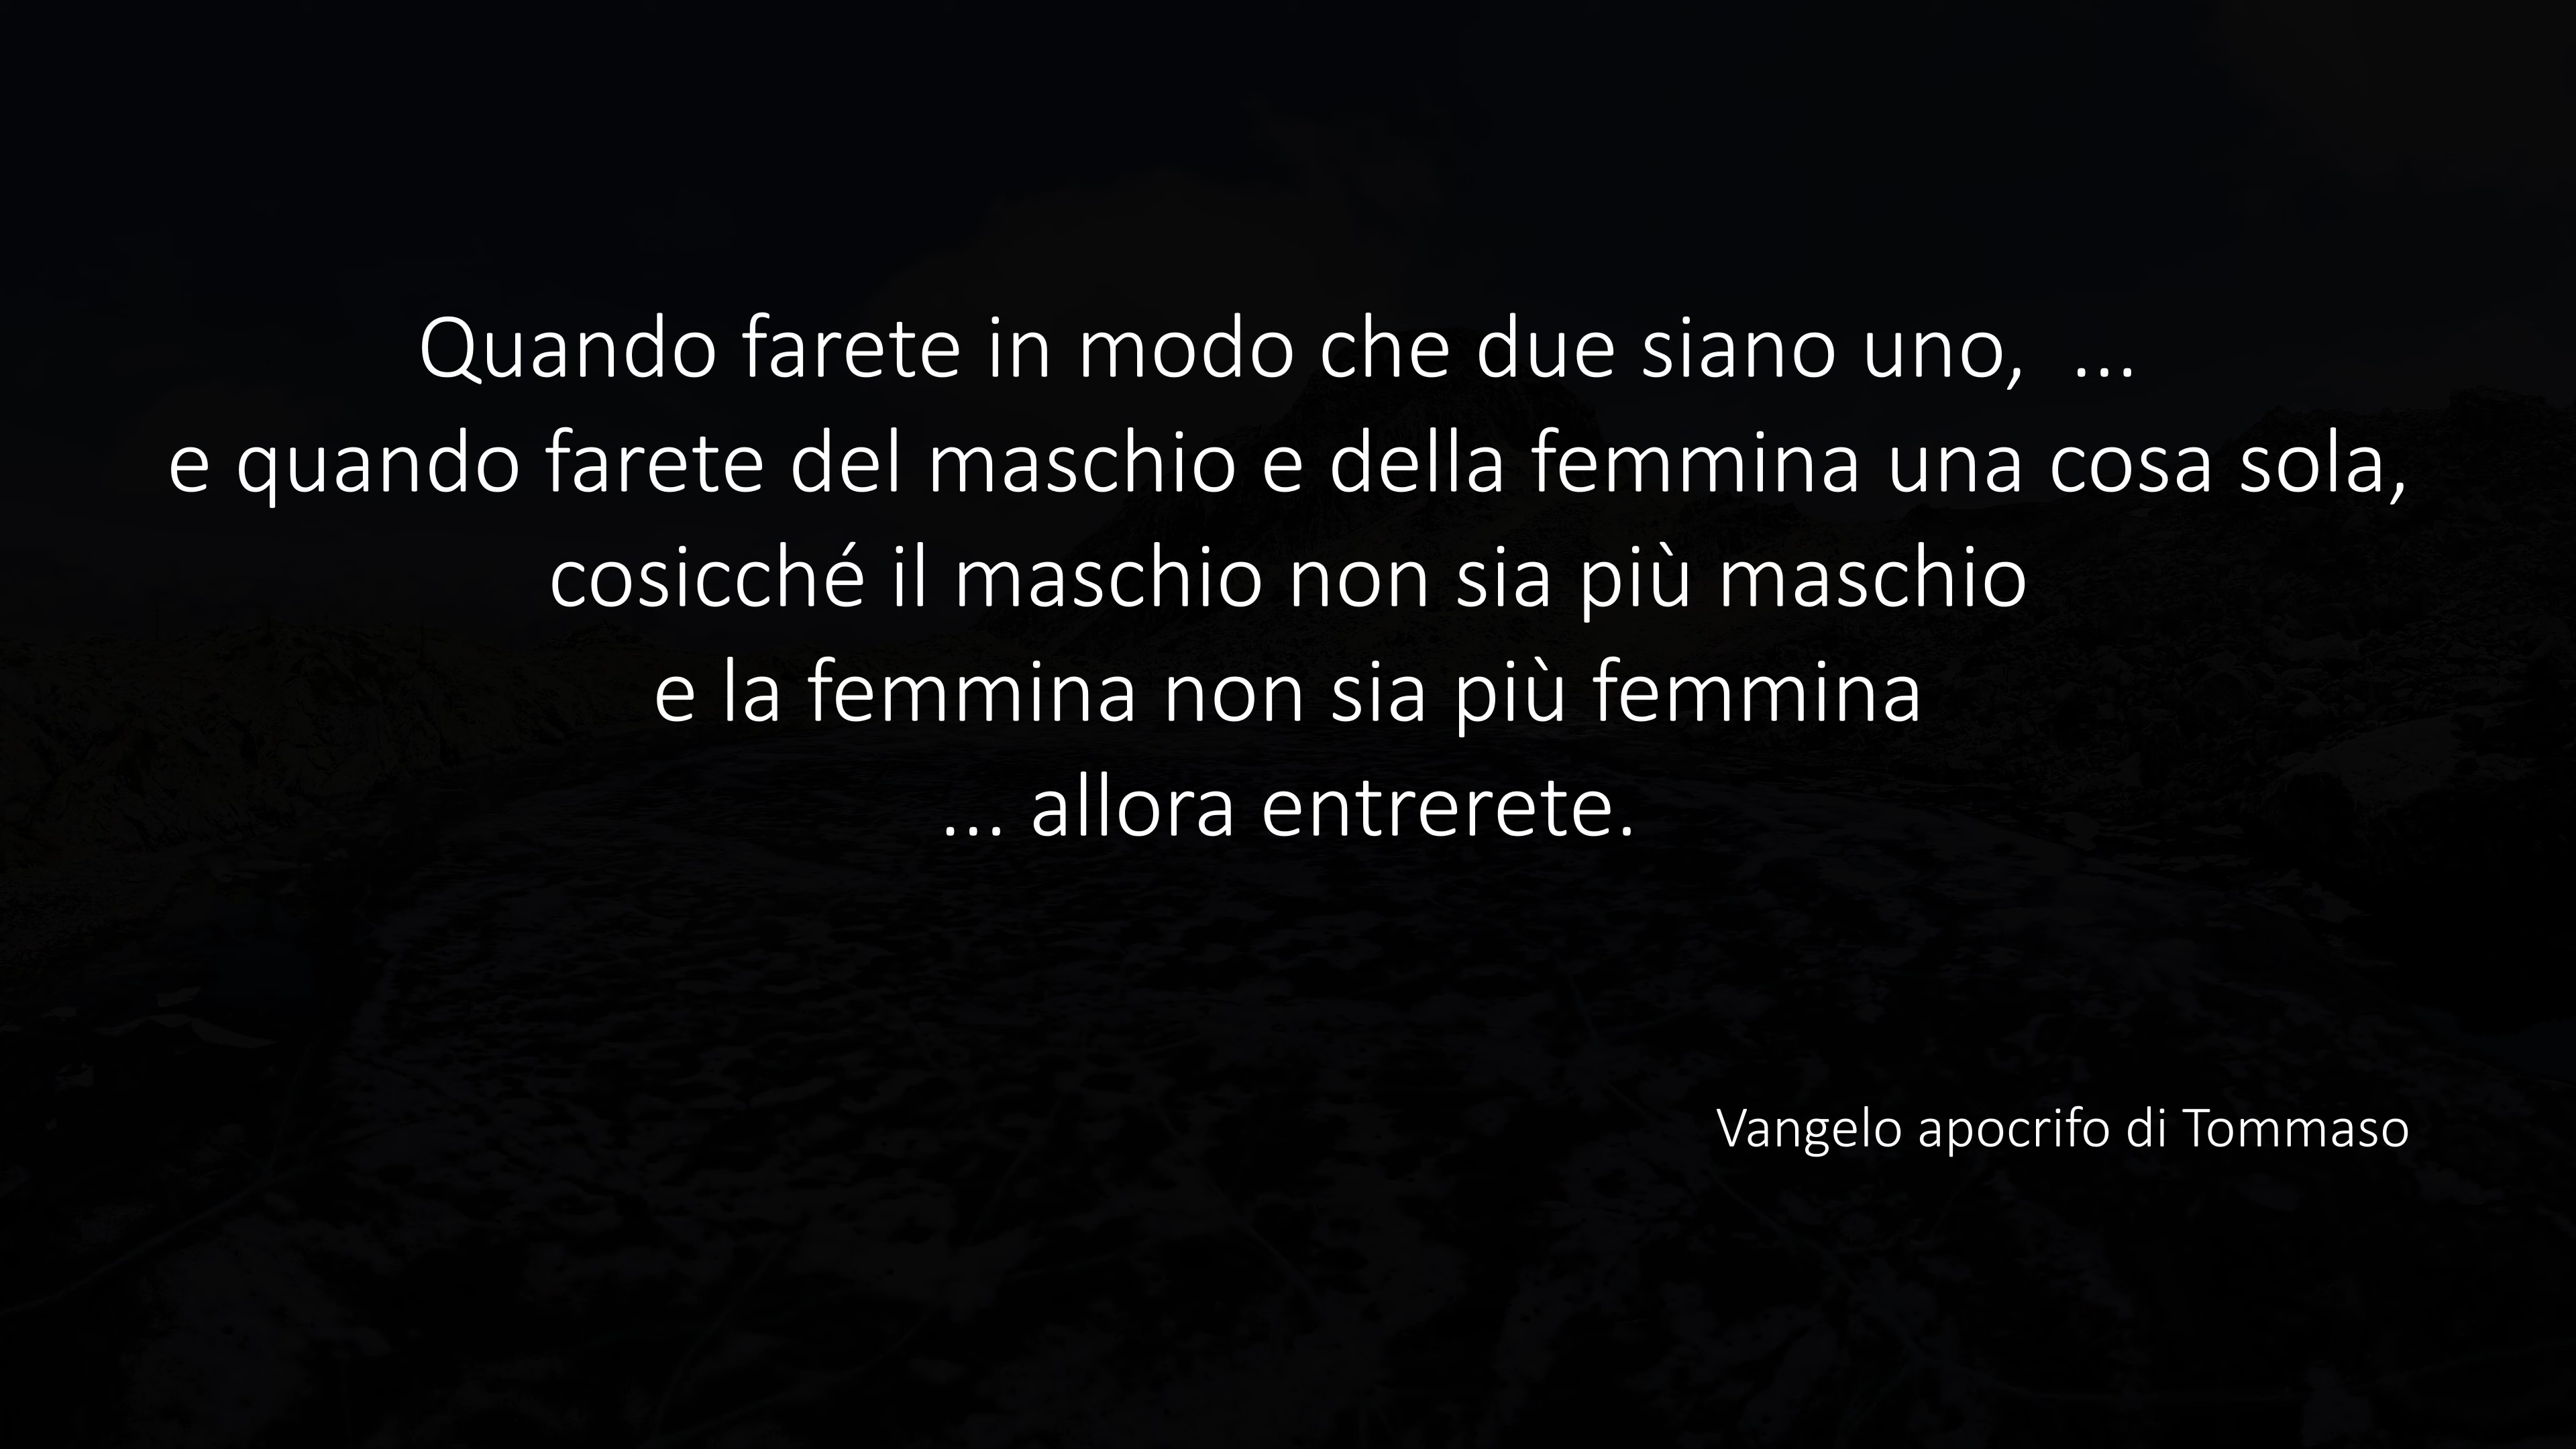 Quando farete in modo che due siano uno,  ...
e quando farete del maschio e della femmina una cosa sola,
cosicché il maschio non sia più maschio
e la femmina non sia più femmina
... allora entrerete.
Vangelo apocrifo di Tommaso